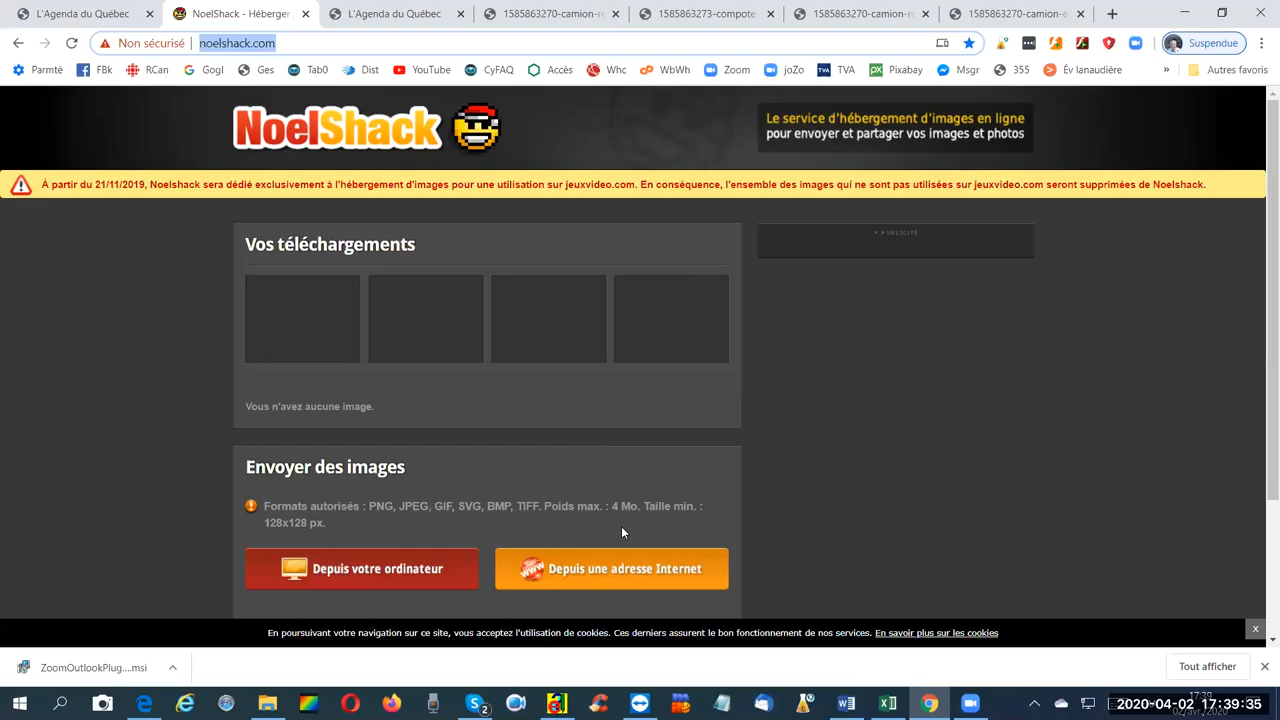 L'Agenda du Québec
NoelShack - Héberger
L'Agenda du Québec
1585863270-camion-r
1585863273-compote
1585863270-camion-r
1585863270-camion-
Non sécurisé
noelshack.com
Suspendue
Parmté
FBk
RCan
Gogl
Ges
Tab0
Dist
YouTube
CyFAQ
Accès
Whc
WbWh
Zoom
joZo
TVA
Pixabay
Msgr
355
Év lanaudière
»
Autres favoris
NoelShack
Le service d'hébergement d'images en ligne
pour envoyer et partager vos images et photos
À partir du 21/11/2019, Noelshack sera dédié exclusivement à l'hébergement d'images pour une utilisation sur jeuxvideo.com. En conséquence, l'ensemble des images qui ne sont pas utilisées sur jeuxvideo.com seront supprimées de Noelshack.
Vos téléchargements
PUBLICITÉ
Vous n'avez aucune image.
Envoyer des images
Formats autorisés : PNG, JPEG, GIF, SVG, BMP, TIFF. Poids max. : 4 Mo. Taille min. :
128x128 px.
Depuis votre ordinateur
Depuis une adresse Internet
En poursuivant votre navigation sur ce site, vous acceptez l'utilisation de cookies. Ces derniers assurent le bon fonctionnement de nos services. En savoir plus sur les cookies
ZoomOutlookPlug....msi
Tout afficher
17:39
2020-04-02 17:39:35